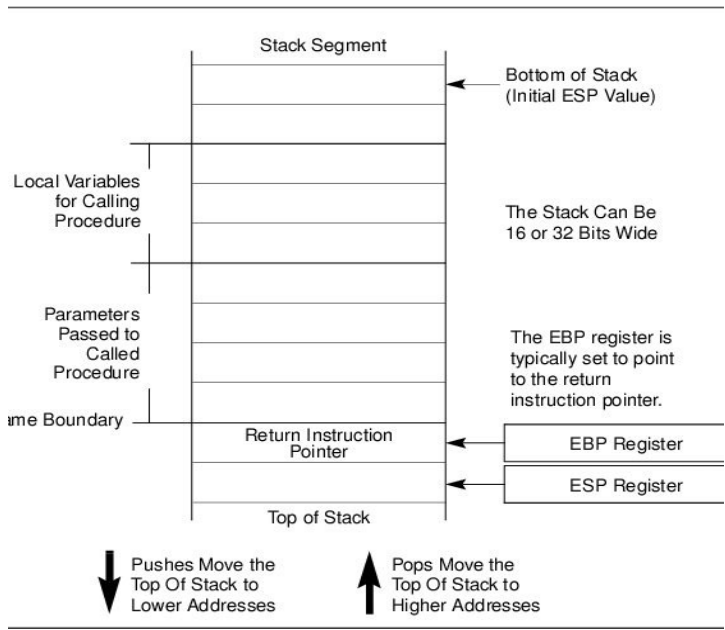 Stack Segment
Bottom of Stack
(Initial ESP Value)
Local Variables
for Calling
Procedure
The Stack Can Be
16 or 32 Bits Wide
Parameters
Passed to
Called
Procedure
The EBP register is
typically set to point
to the return
instruction pointer.
ame Boundary
Return Instruction
Pointer
EBP Register
ESP Register
Top of Stack
Pushes Move the
Top Of Stack to
Lower Addresses
Pops Move the
Top Of Stack to
Higher Addresses